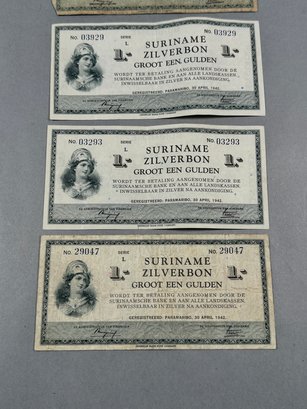 No. 03929
No. 03929
SERIE
L
1.-
SURINAME
ZILVERBON
GROOT EEN GULDEN
1.-
WORDT TER BETALING AANGENOMEN DOOR DE
SURINAAMSCHE BANK EN AAN ALLE LANDSKASSEN.
INWISSELBAAR IN ZILVER NA AANKONDIGING.
GEREGISTREERD: PARAMARIBO, 30 APRIL 1942.
No. 03293
No. 03293
SERIE
L
1.-
SURINAME
ZILVERBON
GROOT EEN GULDEN
1.-
WORDT TER BETALING AANGENOMEN DOOR DE
SURINAAMSCHE BANK EN AAN ALLE LANDSKASSEN.
INWISSELBAAR IN ZILVER NA AANKONDIGING.
GEREGISTREERD: PARAMARIBO, 30 APRIL 1942.
No. 29047
No. 29047
SERIE
L
1.-
SURINAME
ZILVERBON
GROOT EEN GULDEN
1.-
WORDT TER BETALING AANGENOMEN DOOR DE
SURINAAMSCHE BANK EN AAN ALLE LANDSKASSEN.
INWISSELBAAR IN ZILVER NA AANKONDIGING.
GEREGISTREERD: PARAMARIBO, 30 APRIL 1942.